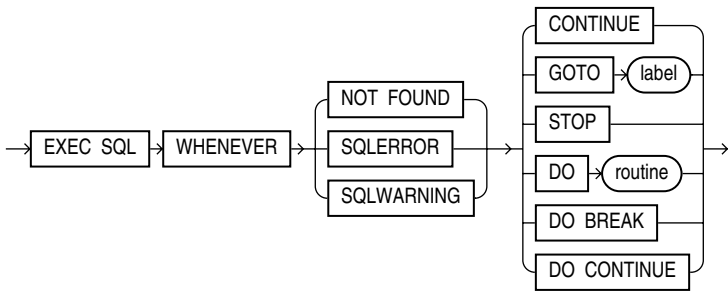 CONTINUE
GOTO label
NOT FOUND
STOP
EXEC SQL WHENEVER SQLERROR
DO routine
SQLWARNING
DO BREAK
DO CONTINUE